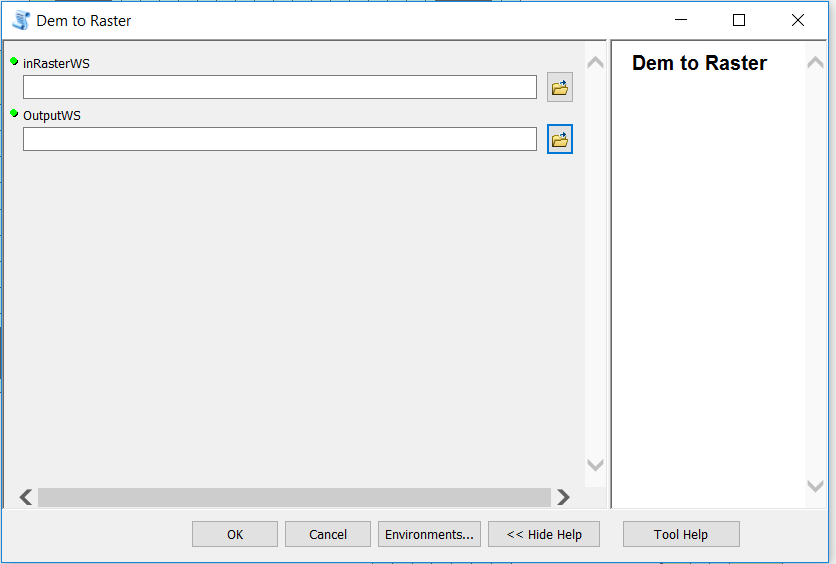 Dem to Raster
inRasterWS
OutputWS
Dem to Raster
OK
Cancel
Environments...
<< Hide Help
Tool Help